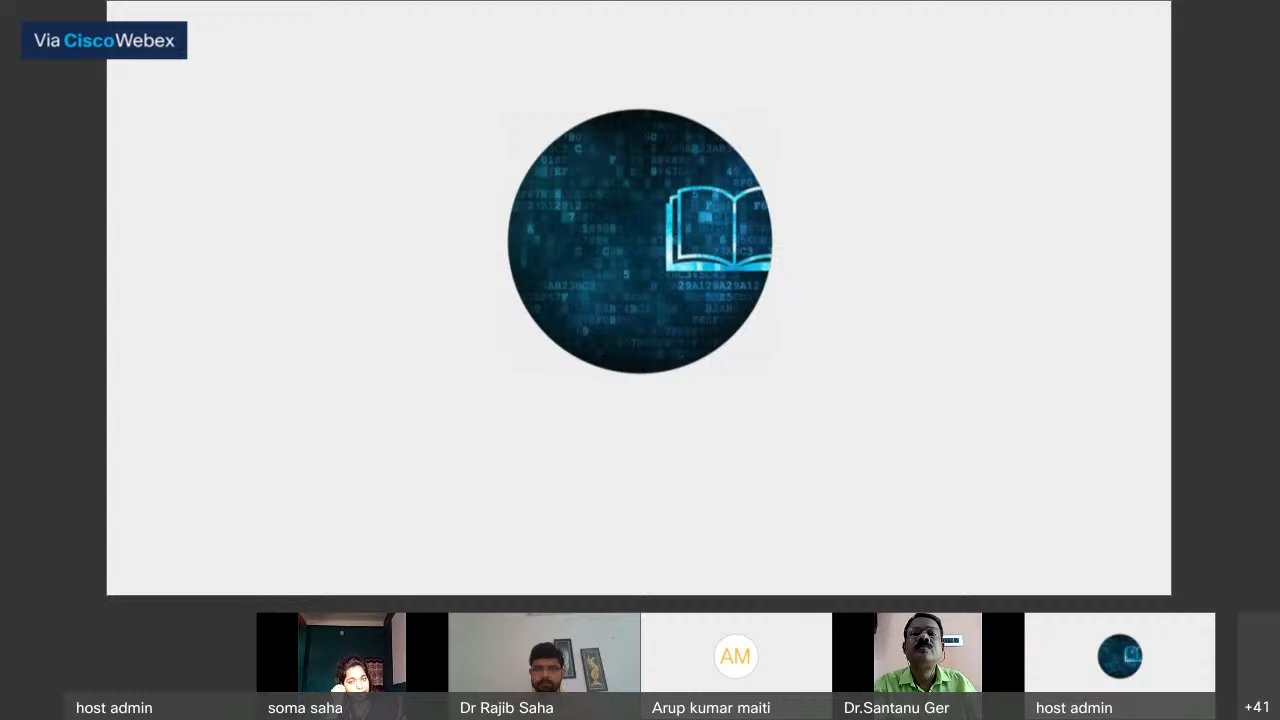 Via CiscoWebex
AM
host admin
soma saha
Dr Rajib Saha
Arup kumar maiti
Dr.Santanu Ger
host admin
+41